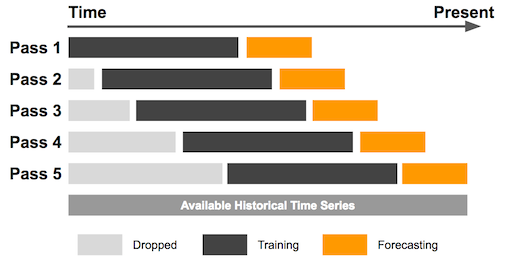 Time Present
Pass 1
Pass 2
Pass 3
Pass 4
Pass 5
Available Historical Time Series
Dropped Training Forecasting